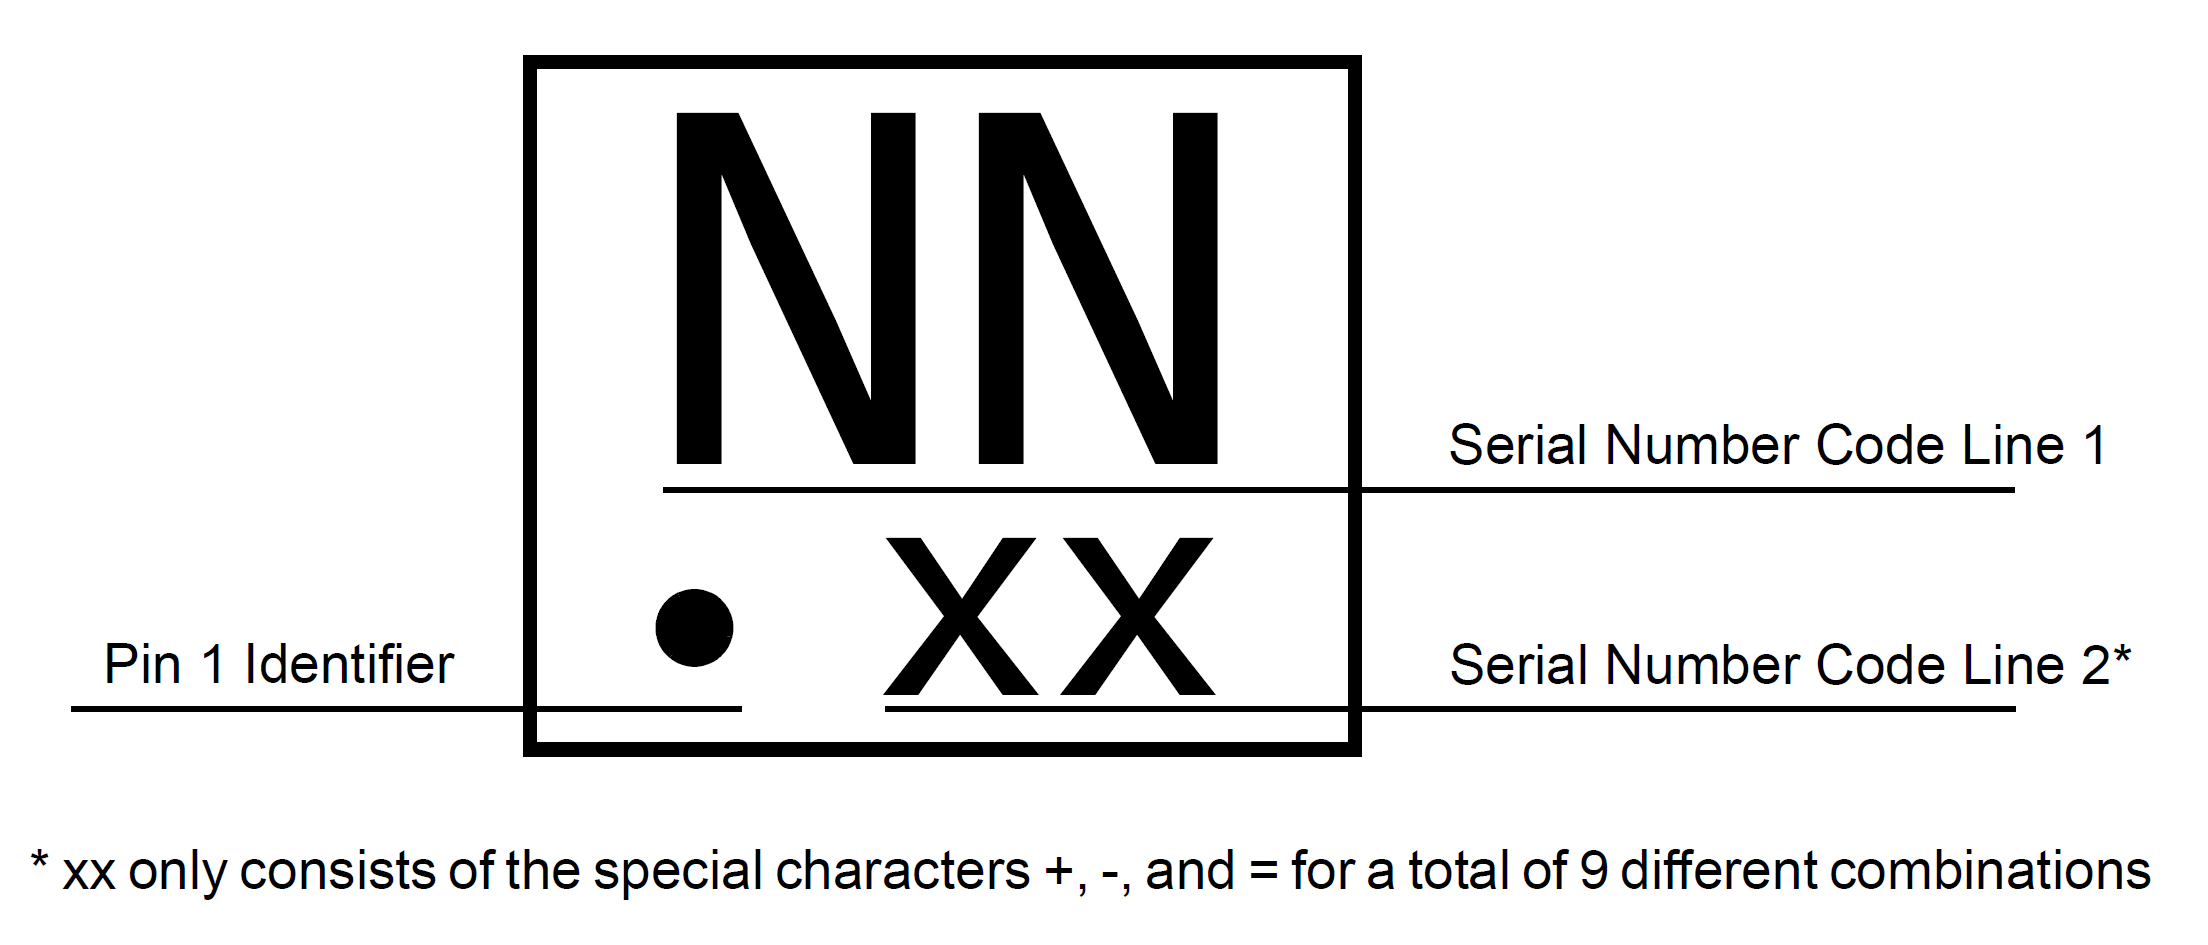 NN
Serial Number Code Line 1
xx
Pin 1 Identifier
Serial Number Code Line 2*
* xx only consists of the special characters +, -, and = for a total of 9 different combinations